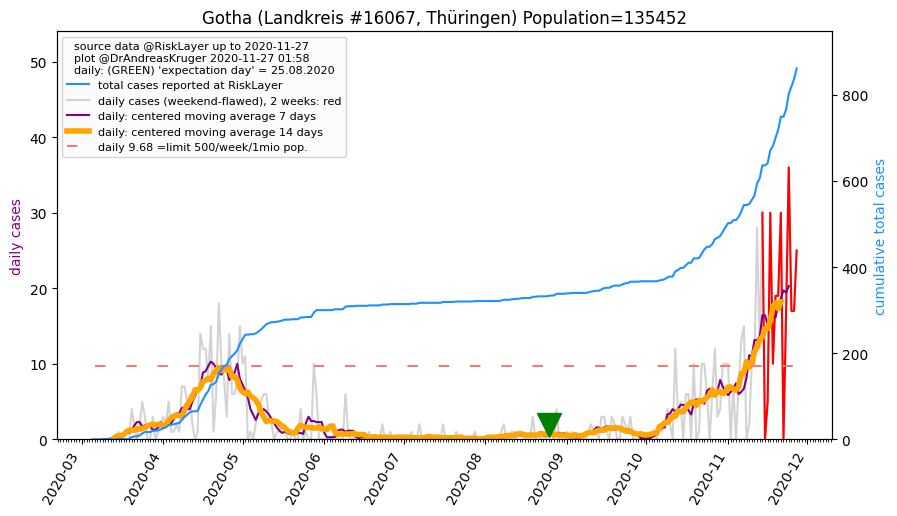 Gotha (Landkreis #16067, Thüringen) Population=135452
source data @RiskLayer up to 2020-11-27
plot @DrAndreasKruger 2020-11-27 01:58
daily: (GREEN) 'expectation day' = 25.08.2020
total cases reported at RiskLayer
daily cases (weekend-flawed), 2 weeks: red
daily: centered moving average 7 days
daily: centered moving average 14 days
daily 9.68 =limit 500/week/1mio pop.
daily cases
50
40
30
20
10
0
cumulative total cases
800
600
400
200
0
2020-03
2020-04
2020-05
2020-06
2020-07
2020-08
2020-09
2020-10
2020-11
2020-12